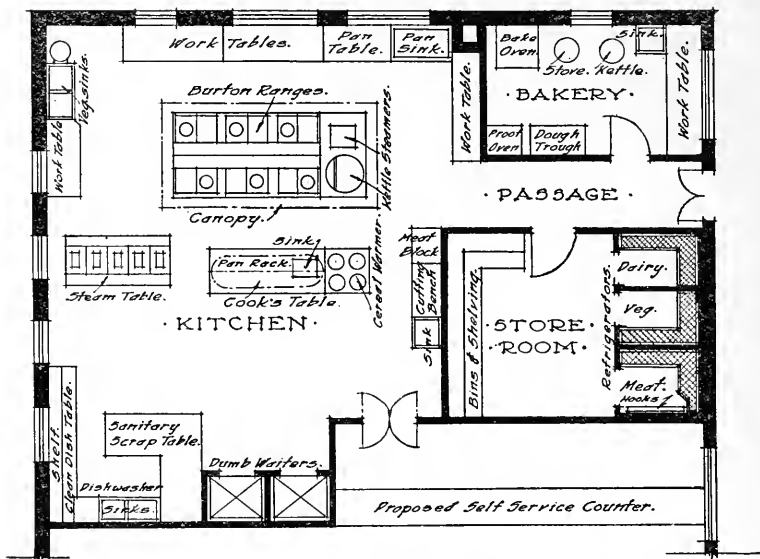 Work Tables.
Pan
Table.
Pan
Sink.
Bake
Oven
Sink.
Stove.
Kettle.
Work Table.
BAKERY
Proof
Oven
Dough
Trough
Work Table.
Veg. sinks.
Work Table
Burton Ranges.
Kettle Steamers.
Canopy.
PASSAGE
Steam Table.
Sink
Pan Rack.
Cook's Table.
Cereal Warmer.
Meat
Block
Cutting
Bench
Sink
KITCHEN
Bins & Shelving.
STORE
ROOM
Refrigerators.
Dairy.
Veg.
Meat.
Hooks
Shelf.
Clean Dish Table.
Sanitary
Scrap Table.
Dishwasher
Sinks.
Dumb Waiters.
Proposed Self Service Counter.